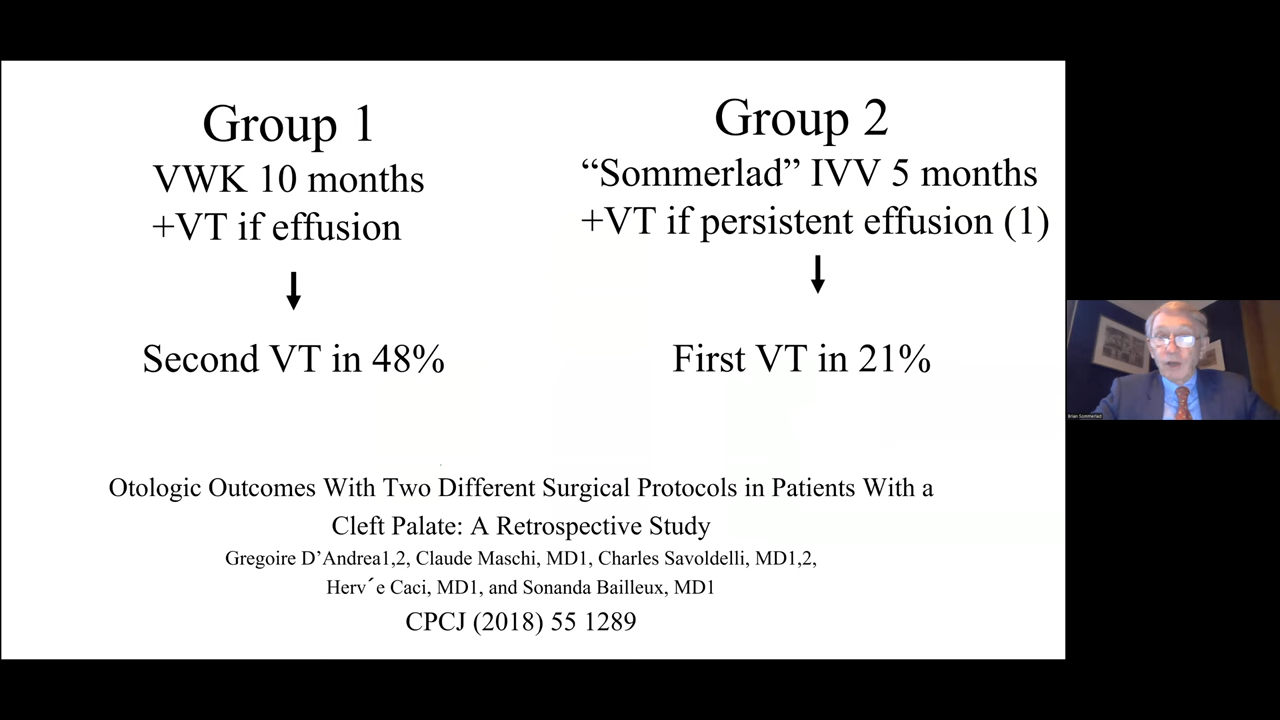 Group 1
VWK 10 months
+VT if effusion
Second VT in 48%
Group 2
“Sommerlad” IVV 5 months
+VT if persistent effusion (1)
First VT in 21%
Otologic Outcomes With Two Different Surgical Protocols in Patients With a
Cleft Palate: A Retrospective Study
Gregoire D’Andrea1,2, Claude Maschi, MD1, Charles Savoldelli, MD1,2,
Herv´e Caci, MD1, and Sonanda Bailleux, MD1
CPCJ (2018) 55 1289
Brian Sommerlad